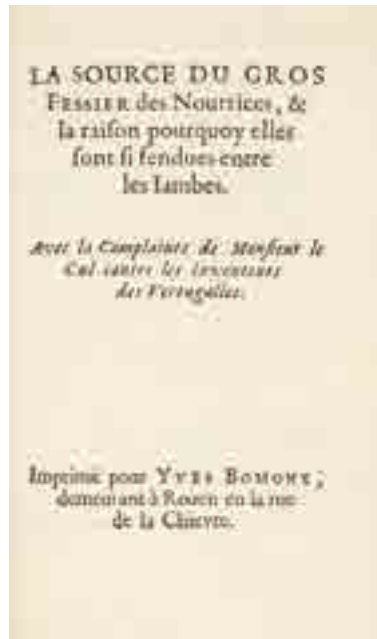 LA SOURCE DU GROS
FESSIER des Nourrices, &
la raiſon pourquoy elles
ſont ſi fendues entre
les Iambes.
Avec la Complainte de Monſieur le
Cul contre les inventeurs
des Vertugalles.
Imprimé pour YVES BOMONT,
demeurant à Rouen en la rue
de la Chievre.